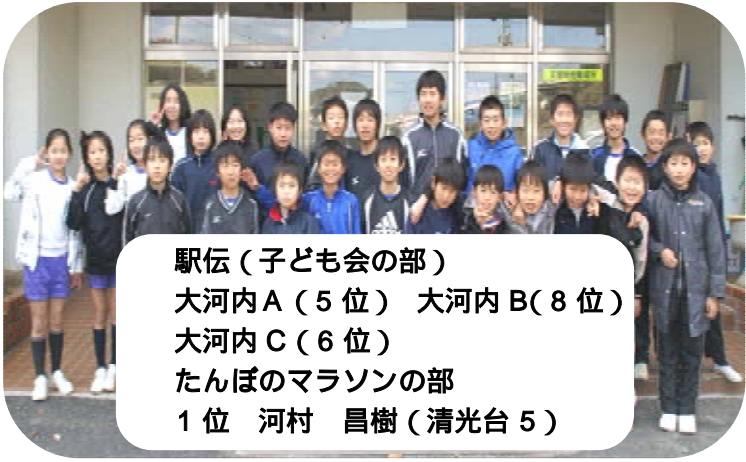 駅伝（子ども会の部）
大河内Ａ（５位） 大河内 B(８位）
大河内 C（６位）
たんぼのマラソンの部
１位 河村 昌樹（清光台５）